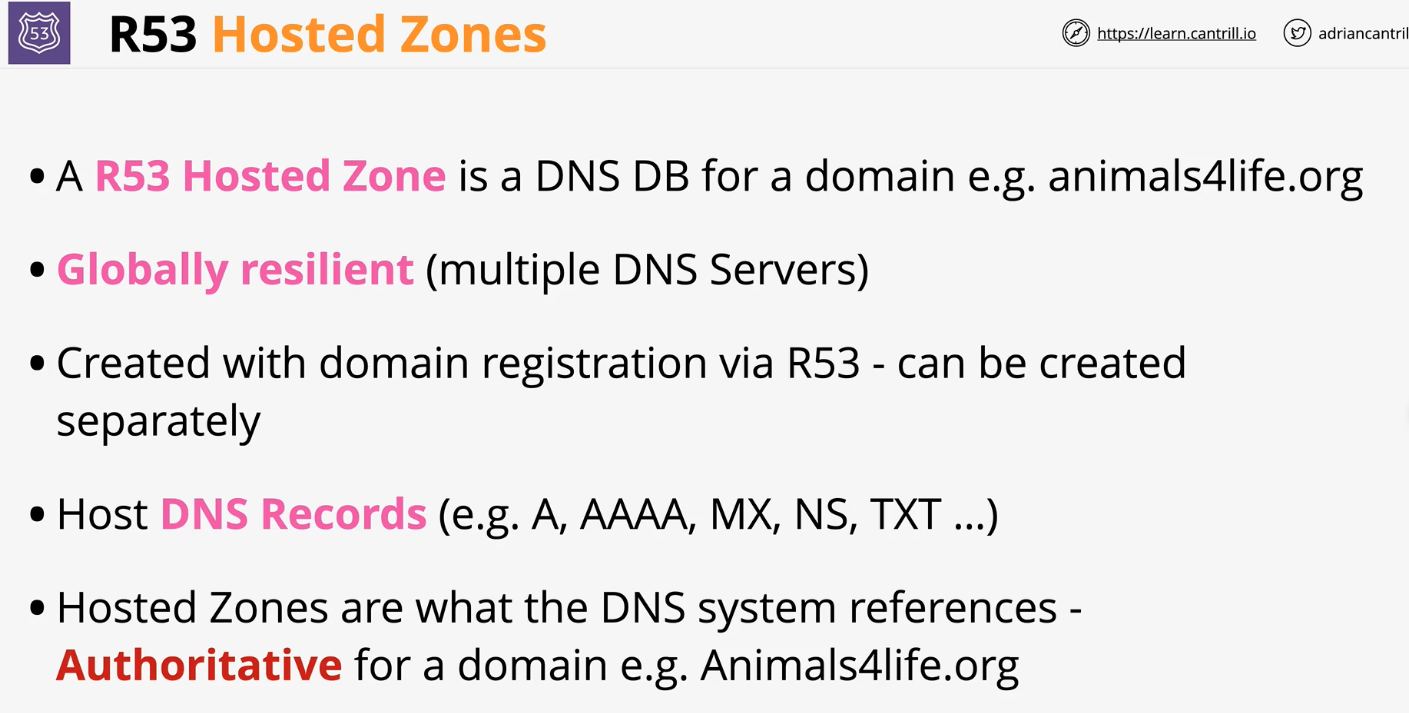 53
R53 Hosted Zones
https://learn.cantrill.io
adriancantril
• A R53 Hosted Zone is a DNS DB for a domain e.g. animals4life.org
• Globally resilient (multiple DNS Servers)
• Created with domain registration via R53 - can be created
separately
• Host DNS Records (e.g. A, AAAA, MX, NS, TXT ...)
• Hosted Zones are what the DNS system references -
Authoritative for a domain e.g. Animals4life.org